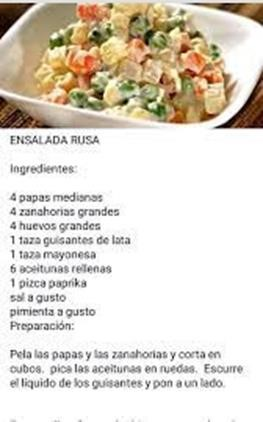 ENSALADA RUSA
Ingredientes:
4 papas medianas
4 zanahorias grandes
4 huevos grandes
1 taza guisantes de lata
1 taza mayonesa
6 aceitunas rellenas
1 pizca paprika
sal a gusto
pimienta a gusto
Preparación:
Pela las papas y las zanahorias y corta en
cubos. pica las aceitunas en ruedas. Escurre
el líquido de los guisantes y pon a un lado.